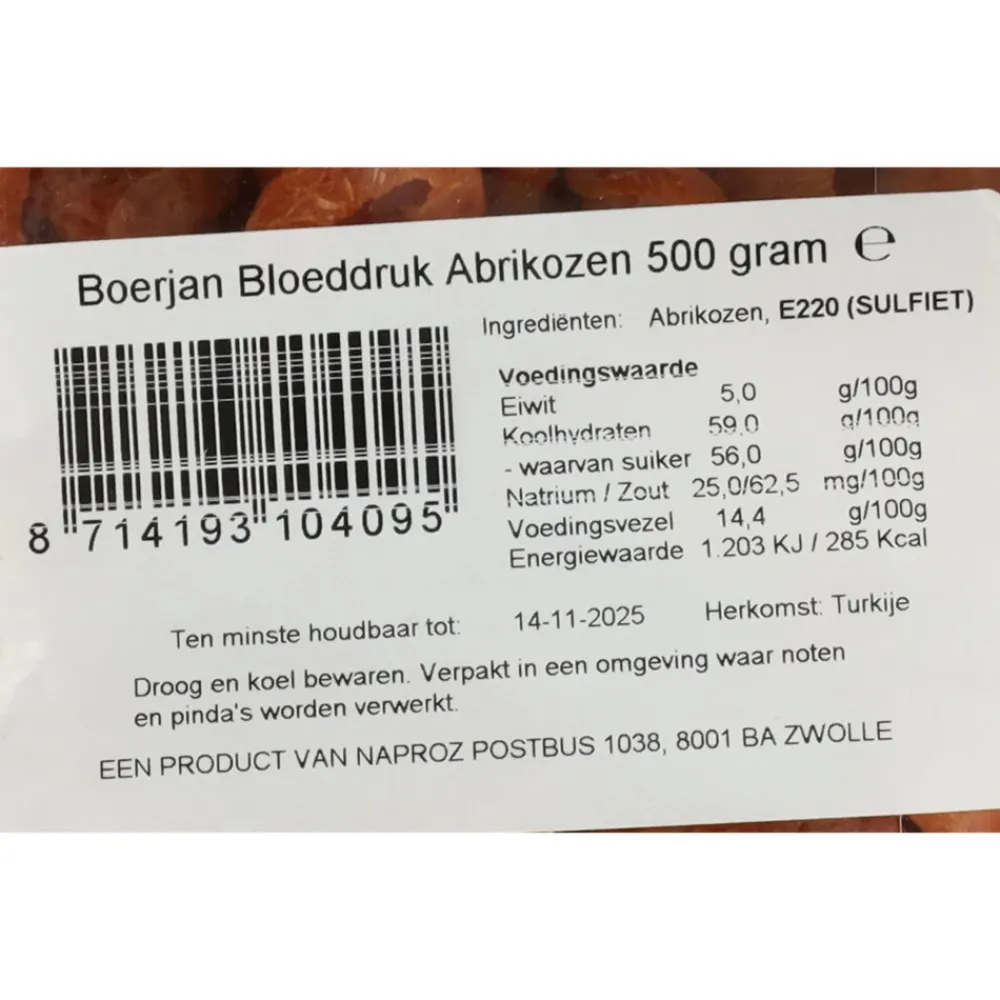 Boerjan Bloeddruk Abrikozen 500 gram ℮
Ingrediënten: Abrikozen, E220 (SULFIET)
Voedingswaarde
Eiwit 5,0 g/100g
Koolhydraten 59,0 g/100g
- waarvan suiker 56,0 g/100g
Natrium / Zout 25,0/62,5 mg/100g
Voedingsvezel 14,4 g/100g
Energiewaarde 1.203 KJ / 285 Kcal
8 714193 104095
Ten minste houdbaar tot: 14-11-2025 Herkomst: Turkije
Droog en koel bewaren. Verpakt in een omgeving waar noten
en pinda's worden verwerkt.
EEN PRODUCT VAN NAPROZ POSTBUS 1038, 8001 BA ZWOLLE